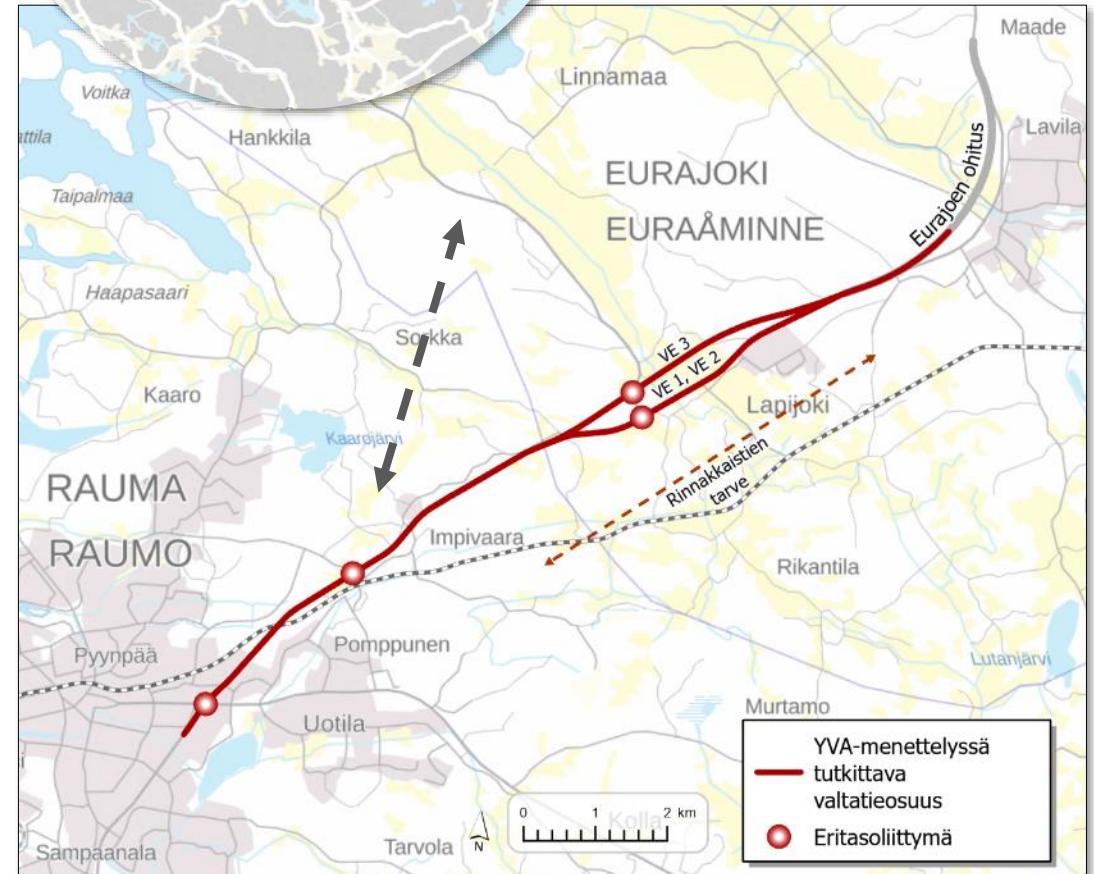 Maade
Linnamaa
Voitka
Hankkila
Lavila
Taipalmaa
EURAJOKI
EURAÅMINNE
Eurajoen ohitus
Haapasaari
Sorkka
VE 3
VE 1, VE 2
Kaaro
Lapijoki
Kaarojärvi
Rinnakkaistien
tarve
RAUMA
RAUMO
Impivaara
Rikantila
Pomppunen
Pyynpää
Lutanjärvi
Murtamo
Uotila
YVA-menettelyssä
tutkittava
valtatieosuus
Eritasoliittymä
0 1 2 km
Kolla
N
Tarvola
Sampaanala